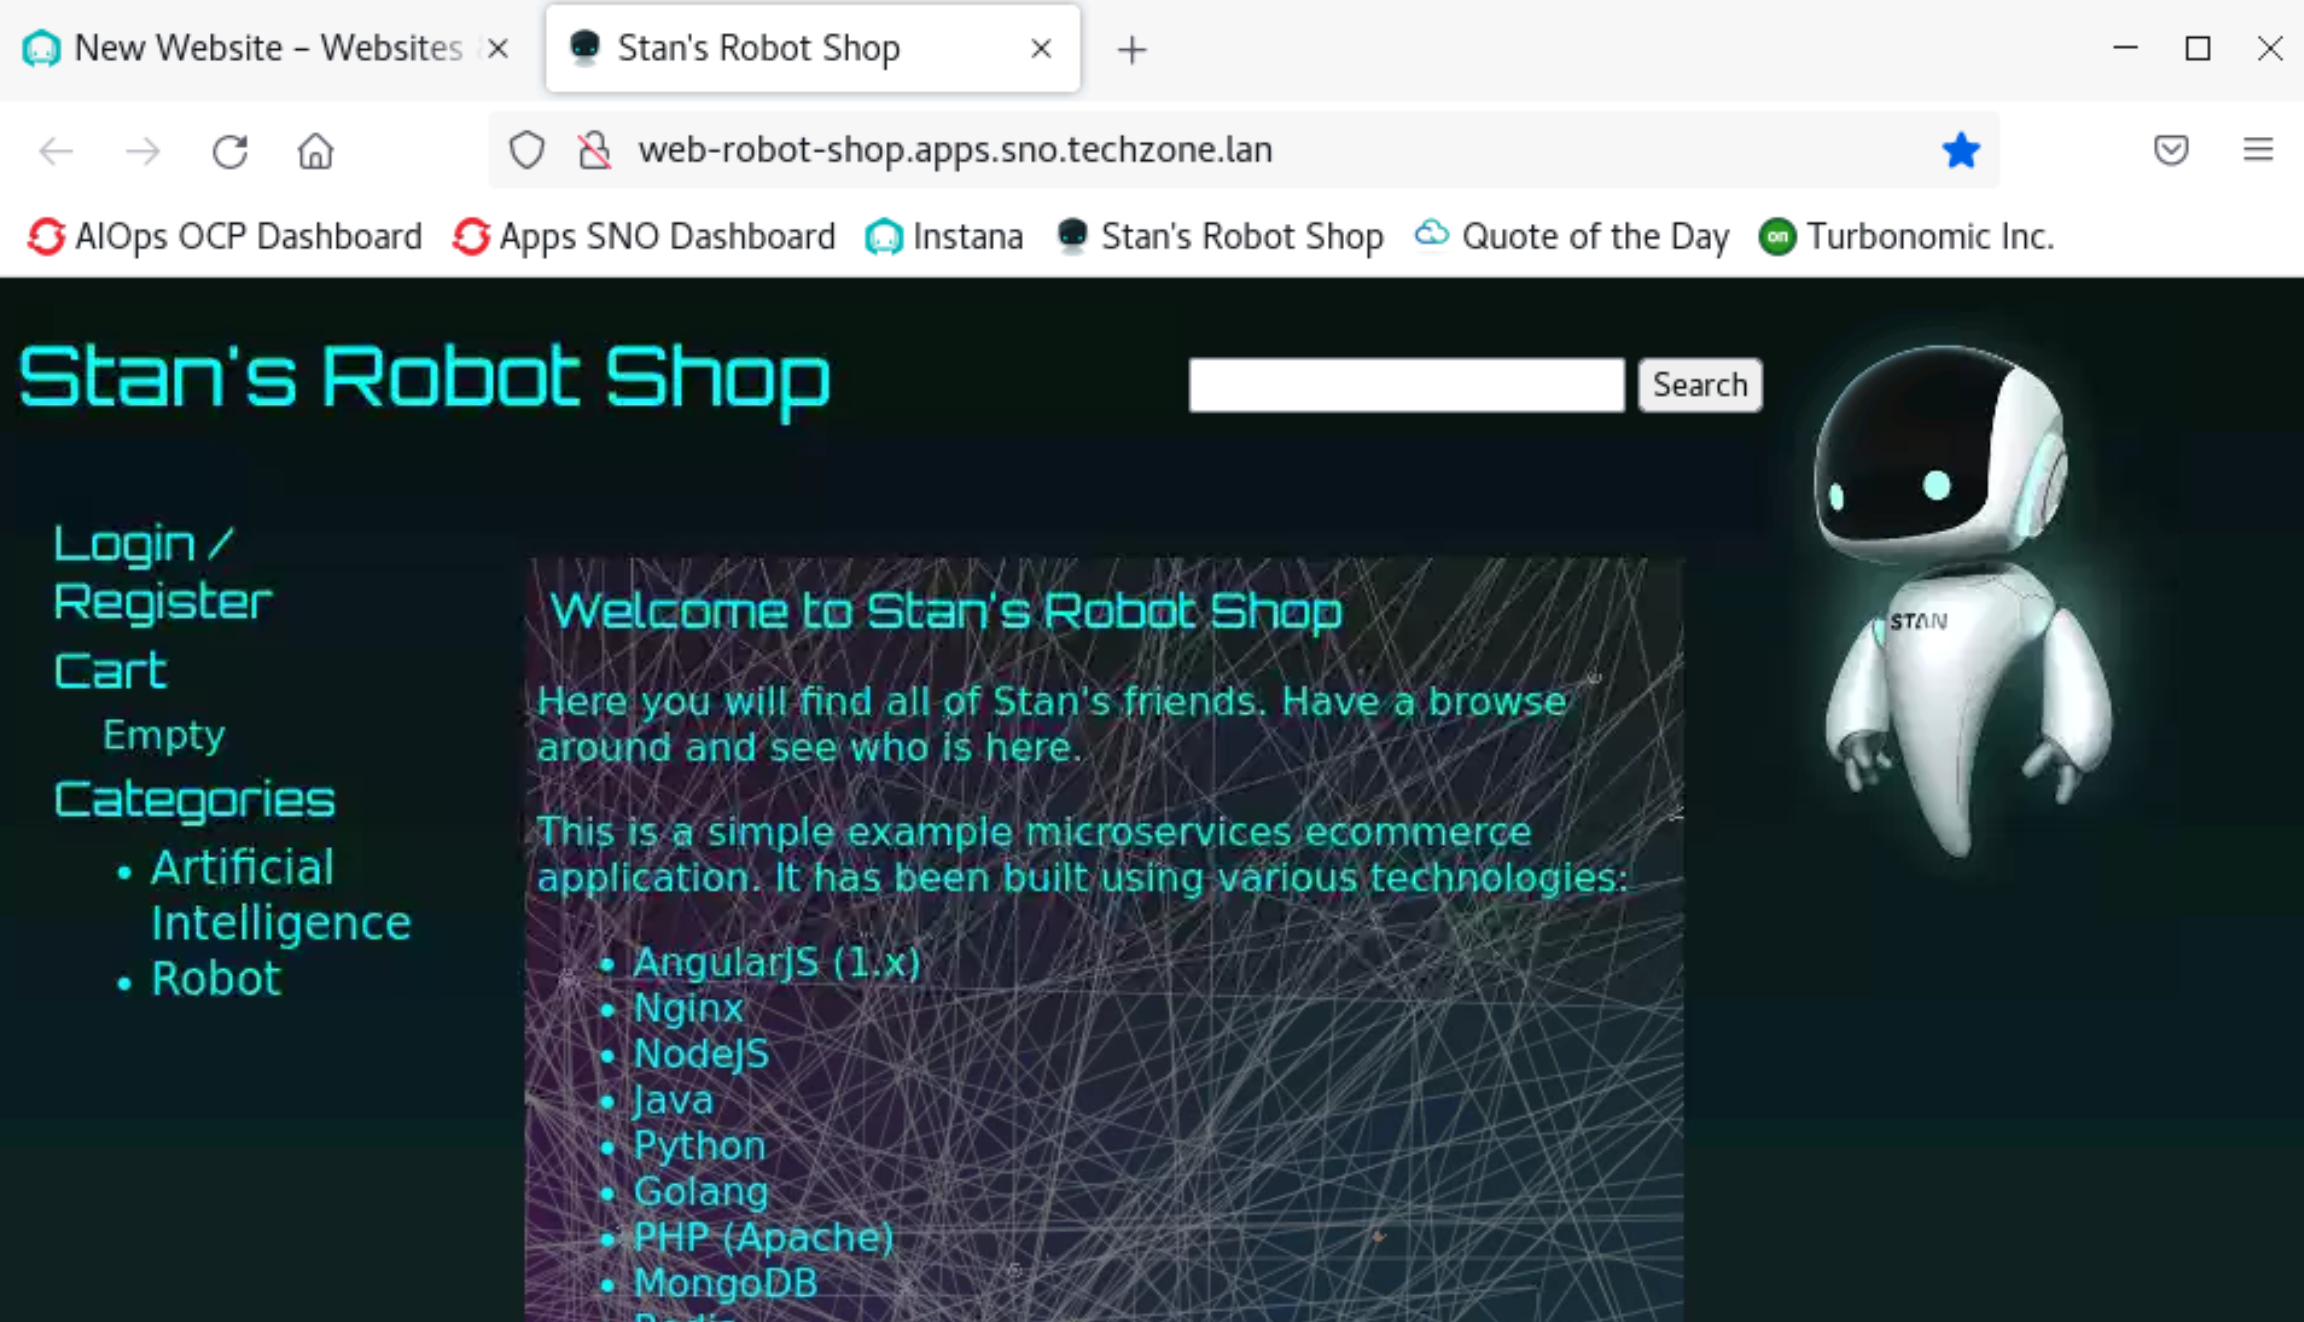 New Website – Websites
Stan's Robot Shop
web-robot-shop.apps.sno.techzone.lan
AIOps OCP Dashboard
Apps SNO Dashboard
Instana
Stan's Robot Shop
Quote of the Day
on
Turbonomic Inc.
Stan's Robot Shop
Search
STAN
Login /
Register
Cart
Empty
Categories
• Artificial
Intelligence
• Robot
Welcome to Stan's Robot Shop
Here you will find all of Stan's friends. Have a browse
around and see who is here.
This is a simple example microservices ecommerce
application. It has been built using various technologies:
• AngularJS (1.x)
• Nginx
• NodeJS
• Java
• Python
• Golang
• PHP (Apache)
• MongoDB